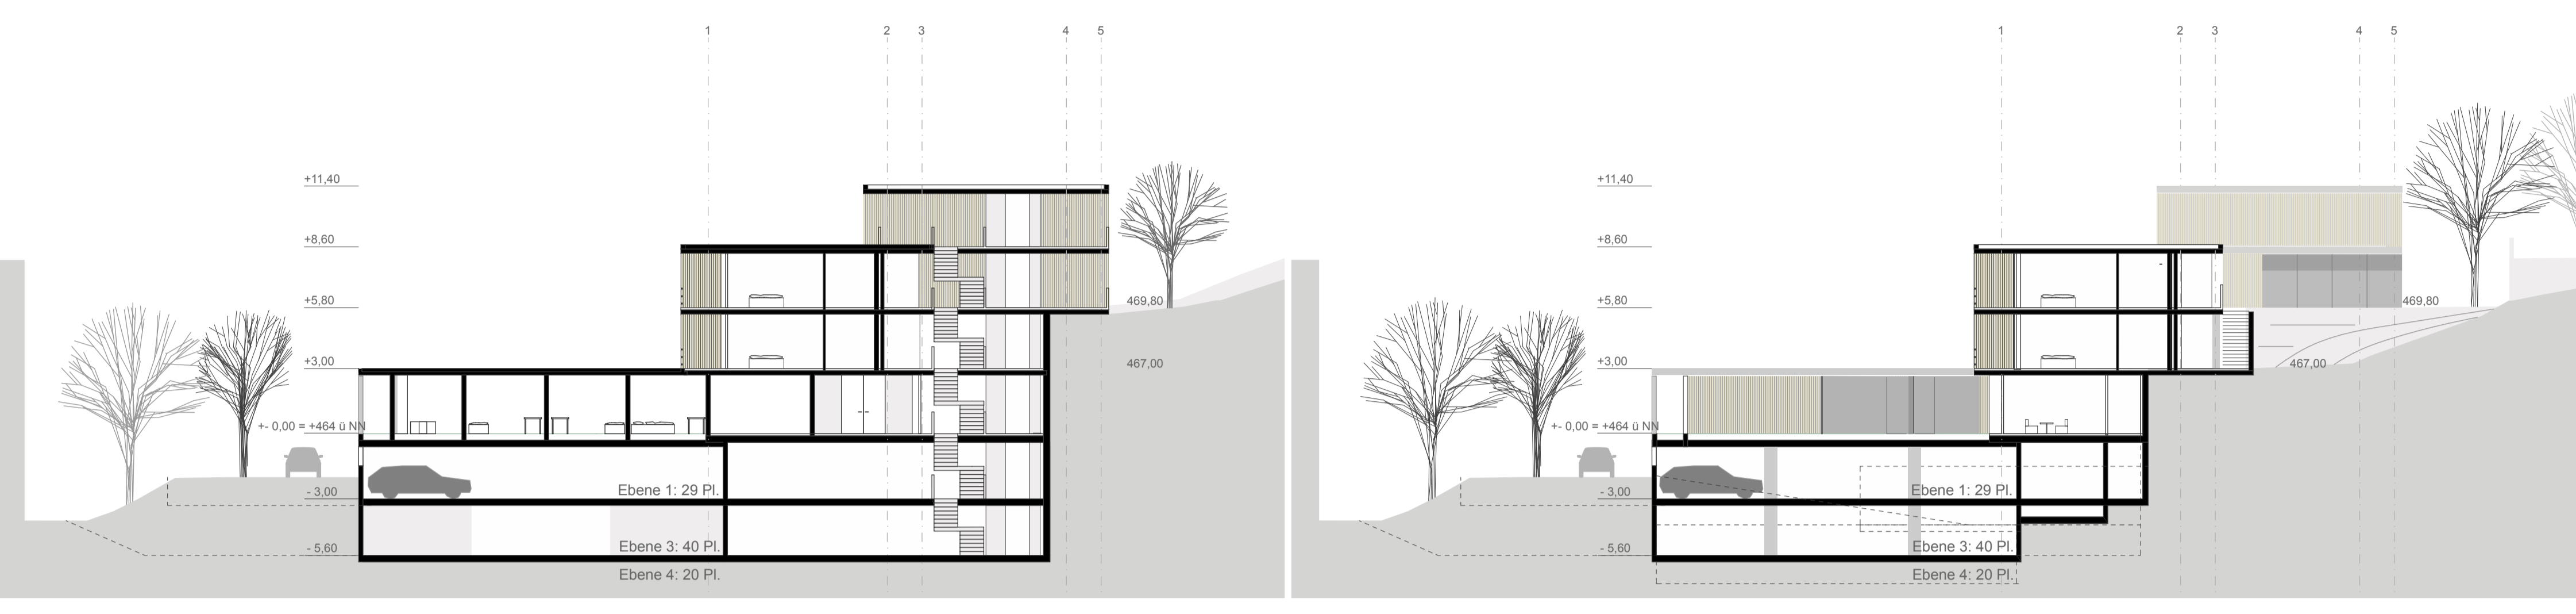 1 2 3 4 5
+11,40
+8,60
+5,80
469,80
+3,00
467,00
+- 0,00 = +464 ü NN
- 3,00
Ebene 1: 29 Pl.
- 5,60
Ebene 3: 40 Pl.
Ebene 4: 20 Pl.
1 2 3 4 5
+11,40
+8,60
+5,80
469,80
+3,00
467,00
+- 0,00 = +464 ü NN
- 3,00
Ebene 1: 29 Pl.
- 5,60
Ebene 3: 40 Pl.
Ebene 4: 20 Pl.